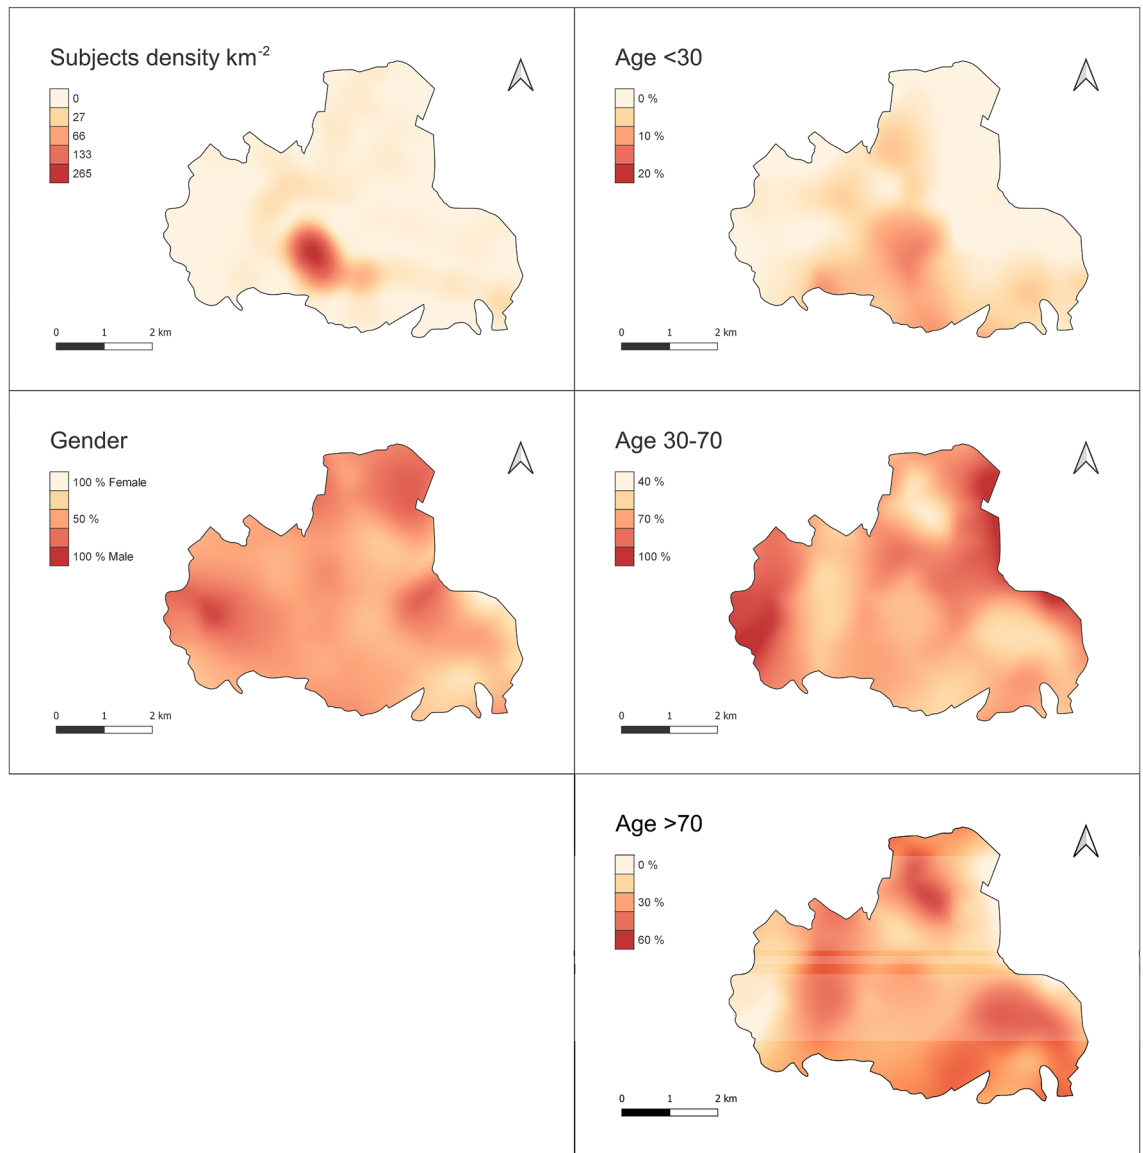 Subjects density km-2
0
27
66
133
265
0 1 2 km
Age <30
0 %
10 %
20 %
0 1 2 km
Gender
100 % Female
50 %
100 % Male
0 1 2 km
Age 30-70
40 %
70 %
100 %
0 1 2 km
Age >70
0 %
30 %
60 %
0 1 2 km